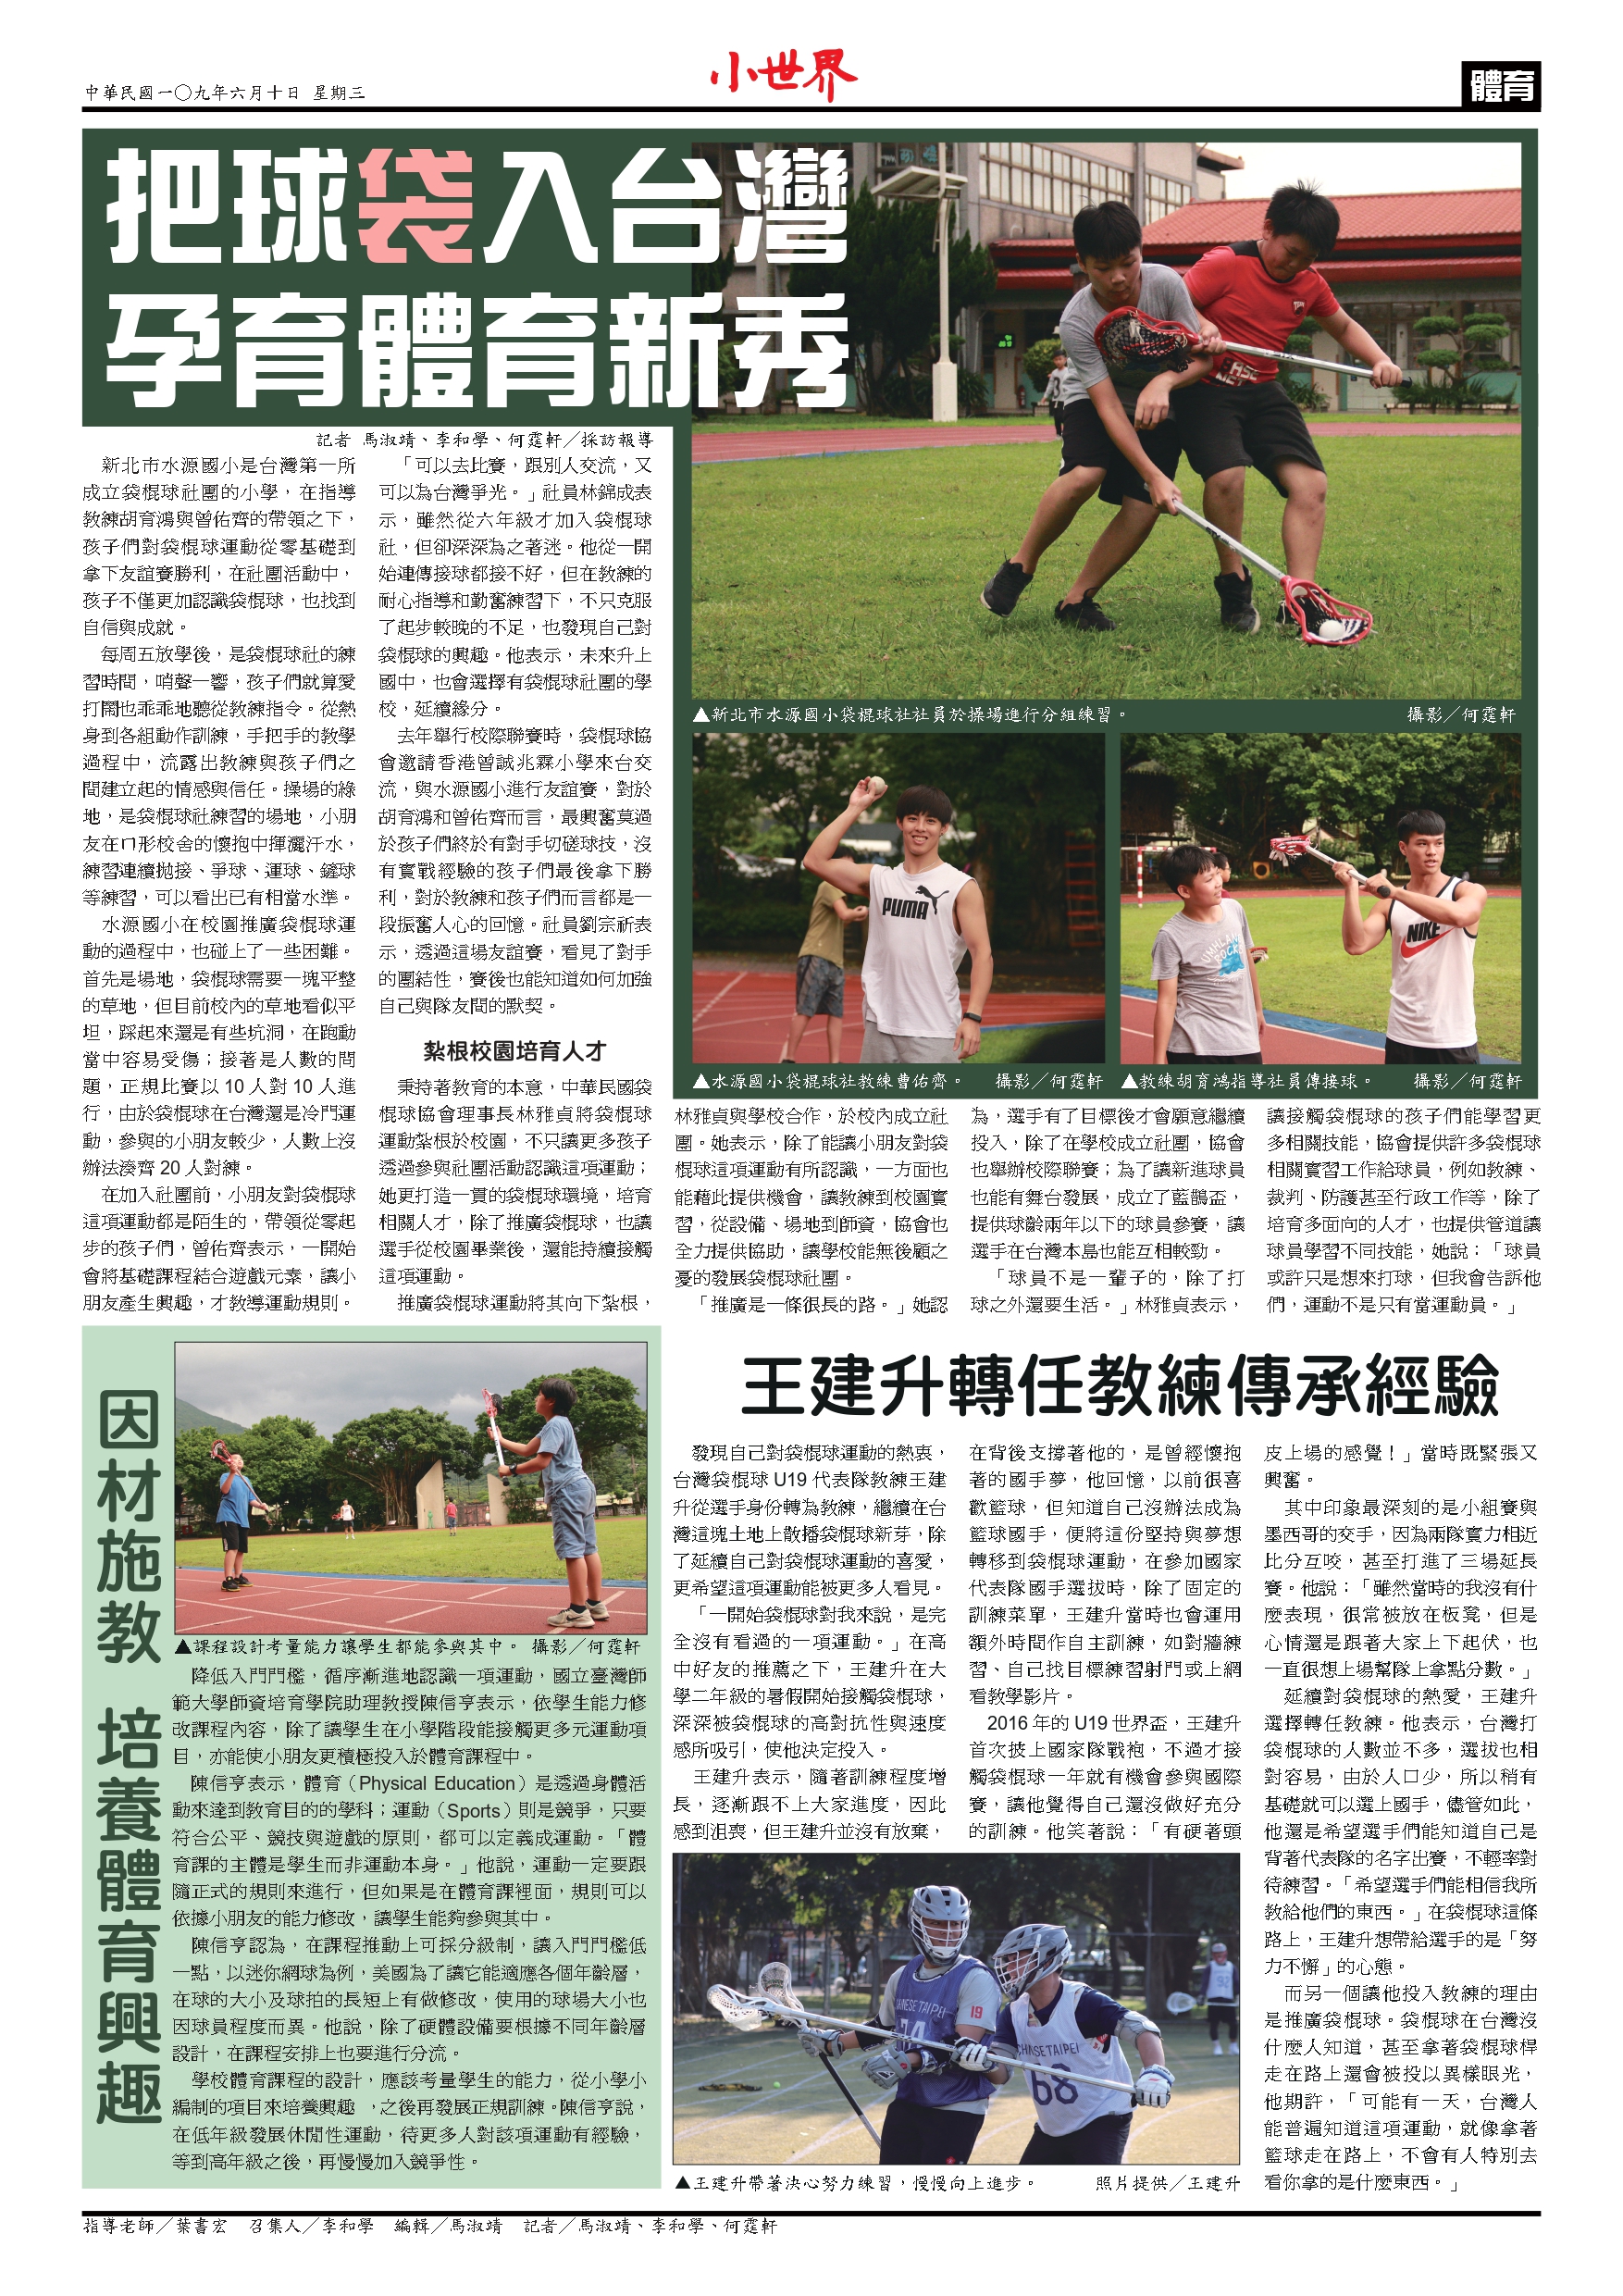 中華民國一〇九年六月十日 星期三
小世界
體育
把球袋入台灣
孕育體育新秀
記者 馬淑靖、李和學、何霆軒／採訪報導
新北市水源國小是台灣第一所
成立袋棍球社團的小學，在指導
教練胡育鴻與曾佑齊的帶領之下，
孩子們對袋棍球運動從零基礎到
拿下友誼賽勝利，在社團活動中，
孩子不僅更加認識袋棍球，也找到
自信與成就。
每周五放學後，是袋棍球社的練
習時間，哨聲一響，孩子們就算愛
打鬧也乖乖地聽從教練指令。從熱
身到各組動作訓練，手把手的教學
過程中，流露出教練與孩子們之
間建立起的情感與信任。操場的綠
地，是袋棍球社練習的場地，小朋
友在ㄇ形校舍的懷抱中揮灑汗水，
練習連續拋接、爭球、運球、鏟球
等練習，可以看出已有相當水準。
水源國小在校園推廣袋棍球運
動的過程中，也碰上了一些困難。
首先是場地，袋棍球需要一塊平整
的草地，但目前校內的草地看似平
坦，踩起來還是有些坑洞，在跑動
當中容易受傷；接著是人數的問
題，正規比賽以 10 人對 10 人進
行，由於袋棍球在台灣還是冷門運
動，參與的小朋友較少，人數上沒
辦法湊齊 20 人對練。
在加入社團前，小朋友對袋棍球
這項運動都是陌生的，帶領從零起
步的孩子們，曾佑齊表示，一開始
會將基礎課程結合遊戲元素，讓小
朋友產生興趣，才教導運動規則。
「可以去比賽，跟別人交流，又
可以為台灣爭光。」社員林錦成表
示，雖然從六年級才加入袋棍球
社，但卻深深為之著迷。他從一開
始連傳接球都接不好，但在教練的
耐心指導和勤奮練習下，不只克服
了起步較晚的不足，也發現自己對
袋棍球的興趣。他表示，未來升上
國中，也會選擇有袋棍球社團的學
校，延續緣分。
去年舉行校際聯賽時，袋棍球協
會邀請香港曾誠兆霖小學來台交
流，與水源國小進行友誼賽，對於
胡育鴻和曾佑齊而言，最興奮莫過
於孩子們終於有對手切磋球技，沒
有實戰經驗的孩子們最後拿下勝
利，對於教練和孩子們而言都是一
段振奮人心的回憶。社員劉宗祈表
示，透過這場友誼賽，看見了對手
的團結性，賽後也能知道如何加強
自己與隊友間的默契。
紮根校園培育人才
秉持著教育的本意，中華民國袋
棍球協會理事長林雅貞將袋棍球
運動紮根於校園，不只讓更多孩子
透過參與社團活動認識這項運動；
她更打造一貫的袋棍球環境，培育
相關人才，除了推廣袋棍球，也讓
選手從校園畢業後，還能持續接觸
這項運動。
推廣袋棍球運動將其向下紮根，
▲新北市水源國小袋棍球社社員於操場進行分組練習。 攝影／何霆軒
PUMA
NIKE
▲水源國小袋棍球社教練曹佑齊。 攝影／何霆軒
▲教練胡育鴻指導社員傳接球。 攝影／何霆軒
林雅貞與學校合作，於校內成立社
團。她表示，除了能讓小朋友對袋
棍球這項運動有所認識，一方面也
能藉此提供機會，讓教練到校園實
習，從設備、場地到師資，協會也
全力提供協助，讓學校能無後顧之
憂的發展袋棍球社團。
「推廣是一條很長的路。」她認
為，選手有了目標後才會願意繼續
投入，除了在學校成立社團，協會
也舉辦校際聯賽；為了讓新進球員
也能有舞台發展，成立了藍鵲盃，
提供球齡兩年以下的球員參賽，讓
選手在台灣本島也能互相較勁。
「球員不是一輩子的，除了打
球之外還要生活。」林雅貞表示，
讓接觸袋棍球的孩子們能學習更
多相關技能，協會提供許多袋棍球
相關實習工作給球員，例如教練、
裁判、防護甚至行政工作等，除了
培育多面向的人才，也提供管道讓
球員學習不同技能，她說：「球員
或許只是想來打球，但我會告訴他
們，運動不是只有當運動員。」
因材施教 培養體育興趣
▲課程設計考量能力讓學生都能參與其中。 攝影／何霆軒
降低入門門檻，循序漸進地認識一項運動，國立臺灣師
範大學師資培育學院助理教授陳信亨表示，依學生能力修
改課程內容，除了讓學生在小學階段能接觸更多元運動項
目，亦能使小朋友更積極投入於體育課程中。
陳信亨表示，體育（Physical Education）是透過身體活
動來達到教育目的的學科；運動（Sports）則是競爭，只要
符合公平、競技與遊戲的原則，都可以定義成運動。「體
育課的主體是學生而非運動本身。」他說，運動一定要跟
隨正式的規則來進行，但如果是在體育課裡面，規則可以
依據小朋友的能力修改，讓學生能夠參與其中。
陳信亨認為，在課程推動上可採分級制，讓入門門檻低
一點，以迷你網球為例，美國為了讓它能適應各個年齡層，
在球的大小及球拍的長短上有做修改，使用的球場大小也
因球員程度而異。他說，除了硬體設備要根據不同年齡層
設計，在課程安排上也要進行分流。
學校體育課程的設計，應該考量學生的能力，從小學小
編制的項目來培養興趣 ，之後再發展正規訓練。陳信亨說，
在低年級發展休閒性運動，待更多人對該項運動有經驗，
等到高年級之後，再慢慢加入競爭性。
王建升轉任教練傳承經驗
發現自己對袋棍球運動的熱衷，
台灣袋棍球 U19 代表隊教練王建
升從選手身份轉為教練，繼續在台
灣這塊土地上散播袋棍球新芽，除
了延續自己對袋棍球運動的喜愛，
更希望這項運動能被更多人看見。
「一開始袋棍球對我來說，是完
全沒有看過的一項運動。」在高
中好友的推薦之下，王建升在大
學二年級的暑假開始接觸袋棍球，
深深被袋棍球的高對抗性與速度
感所吸引，使他決定投入。
王建升表示，隨著訓練程度增
長，逐漸跟不上大家進度，因此
感到沮喪，但王建升並沒有放棄，
在背後支撐著他的，是曾經懷抱
著的國手夢，他回憶，以前很喜
歡籃球，但知道自己沒辦法成為
籃球國手，便將這份堅持與夢想
轉移到袋棍球運動，在參加國家
代表隊國手選拔時，除了固定的
訓練菜單，王建升當時也會運用
額外時間作自主訓練，如對牆練
習、自己找目標練習射門或上網
看教學影片。
2016 年的 U19 世界盃，王建升
首次披上國家隊戰袍，不過才接
觸袋棍球一年就有機會參與國際
賽，讓他覺得自己還沒做好充分
的訓練。他笑著說：「有硬著頭
皮上場的感覺！」當時既緊張又
興奮。
其中印象最深刻的是小組賽與
墨西哥的交手，因為兩隊實力相近
比分互咬，甚至打進了三場延長
賽。他說：「雖然當時的我沒有什
麼表現，很常被放在板凳，但是
心情還是跟著大家上下起伏，也
一直很想上場幫隊上拿點分數。」
延續對袋棍球的熱愛，王建升
選擇轉任教練。他表示，台灣打
袋棍球的人數並不多，選拔也相
對容易，由於人口少，所以稍有
基礎就可以選上國手，儘管如此，
他還是希望選手們能知道自己是
背著代表隊的名字出賽，不輕率對
待練習。「希望選手們能相信我所
教給他們的東西。」在袋棍球這條
路上，王建升想帶給選手的是「努
力不懈」的心態。
而另一個讓他投入教練的理由
是推廣袋棍球。袋棍球在台灣沒
什麼人知道，甚至拿著袋棍球桿
走在路上還會被投以異樣眼光，
他期許，「可能有一天，台灣人
能普遍知道這項運動，就像拿著
籃球走在路上，不會有人特別去
看你拿的是什麼東西。」
19
68
▲王建升帶著決心努力練習，慢慢向上進步。 照片提供／王建升
指導老師／葉書宏 召集人／李和學 編輯／馬淑靖 記者／馬淑靖、李和學、何霆軒